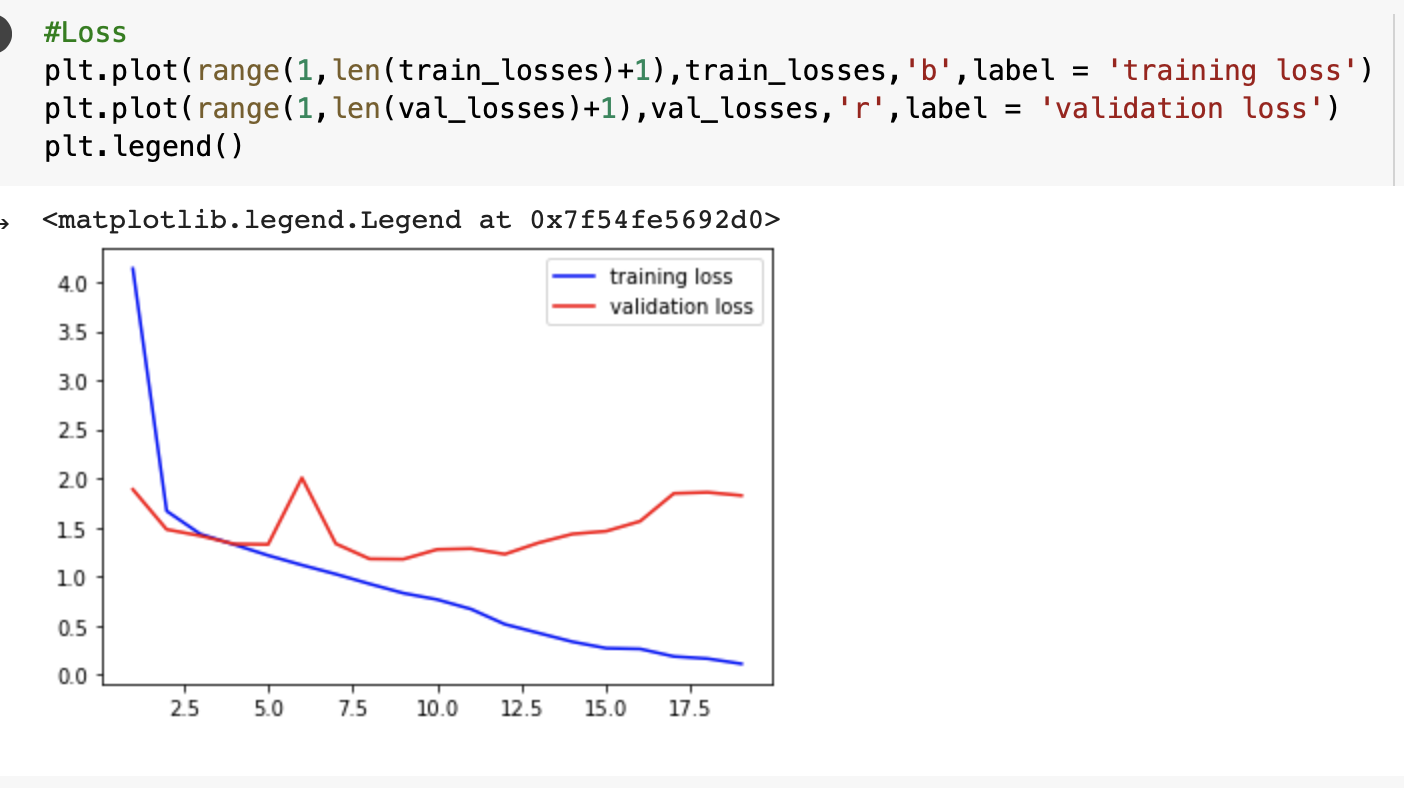 #Loss
plt.plot(range(1,len(train_losses)+1),train_losses,'b',label = 'training loss')
plt.plot(range(1,len(val_losses)+1),val_losses,'r',label = 'validation loss')
plt.legend()
<matplotlib.legend.Legend at 0x7f54fe5692d0>
training loss
validation loss
4.0
3.5
3.0
2.5
2.0
1.5
1.0
0.5
0.0
2.5 5.0 7.5 10.0 12.5 15.0 17.5